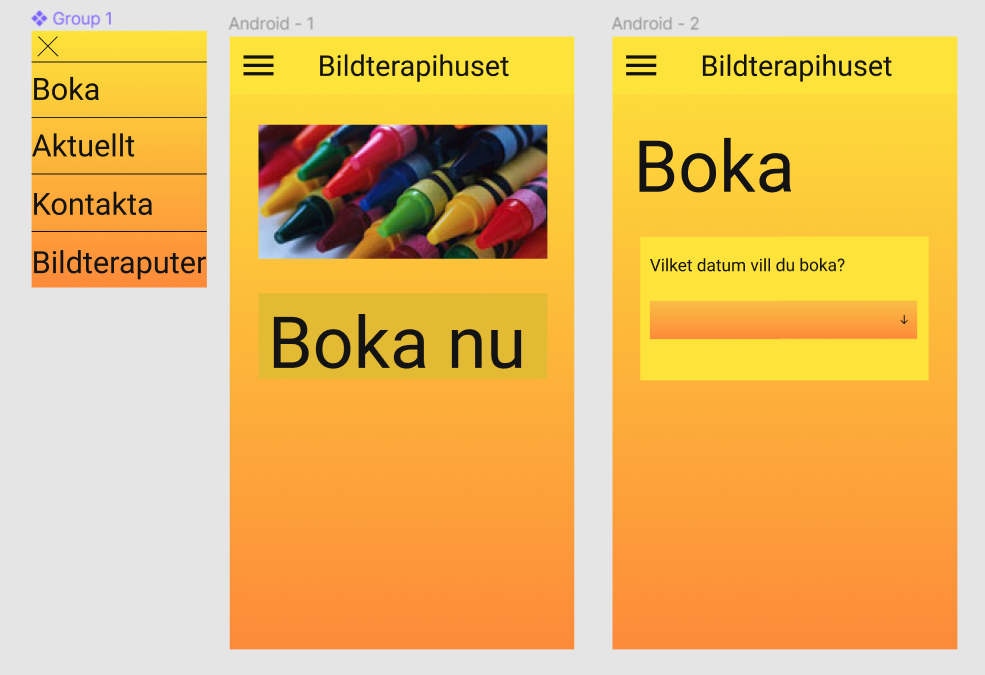 Group 1
Boka
Aktuellt
Kontakta
Bildteraputer
Android - 1
Bildterapihuset
Boka nu
Android - 2
Bildterapihuset
Boka
Vilket datum vill du boka?